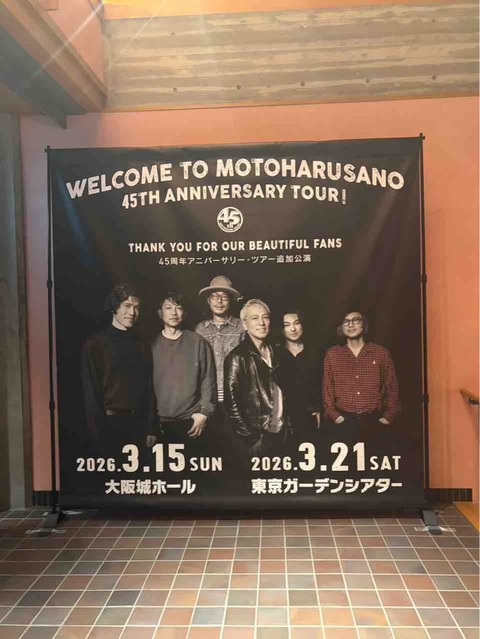 WELCOME TO MOTOHARUSANO
45TH ANNIVERSARY TOUR!
45
TH
THANK YOU FOR OUR BEAUTIFUL FANS
45周年アニバーサリー・ツアー追加公演
2026.3.15 SUN
大阪城ホール
2026.3.21 SAT
東京ガーデンシアター